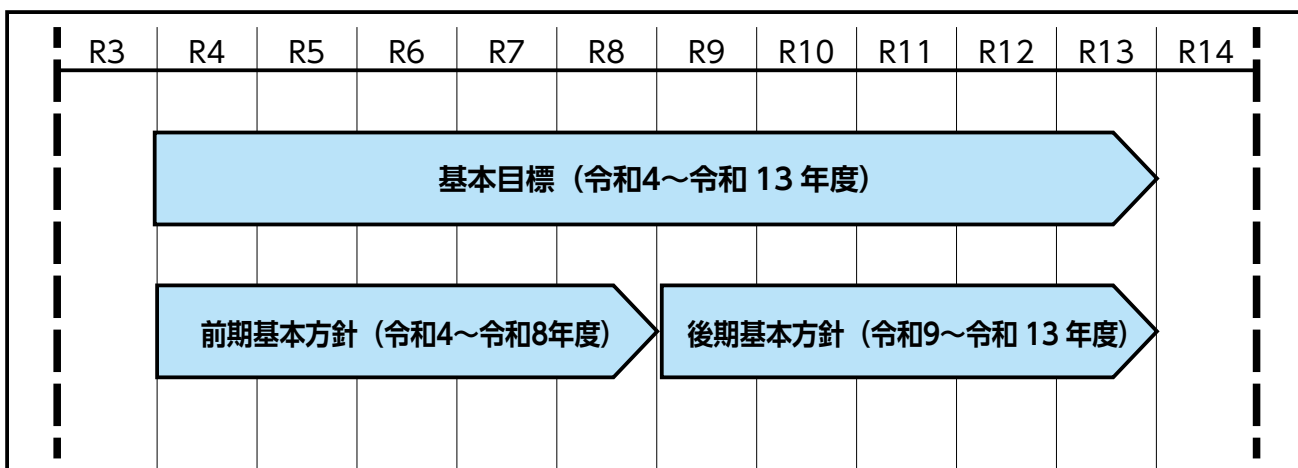 R3 R4 R5 R6 R7 R8 R9 R10 R11 R12 R13 R14
基本目標（令和4～令和 13 年度）
前期基本方針（令和4～令和8年度） 後期基本方針（令和9～令和 13 年度）